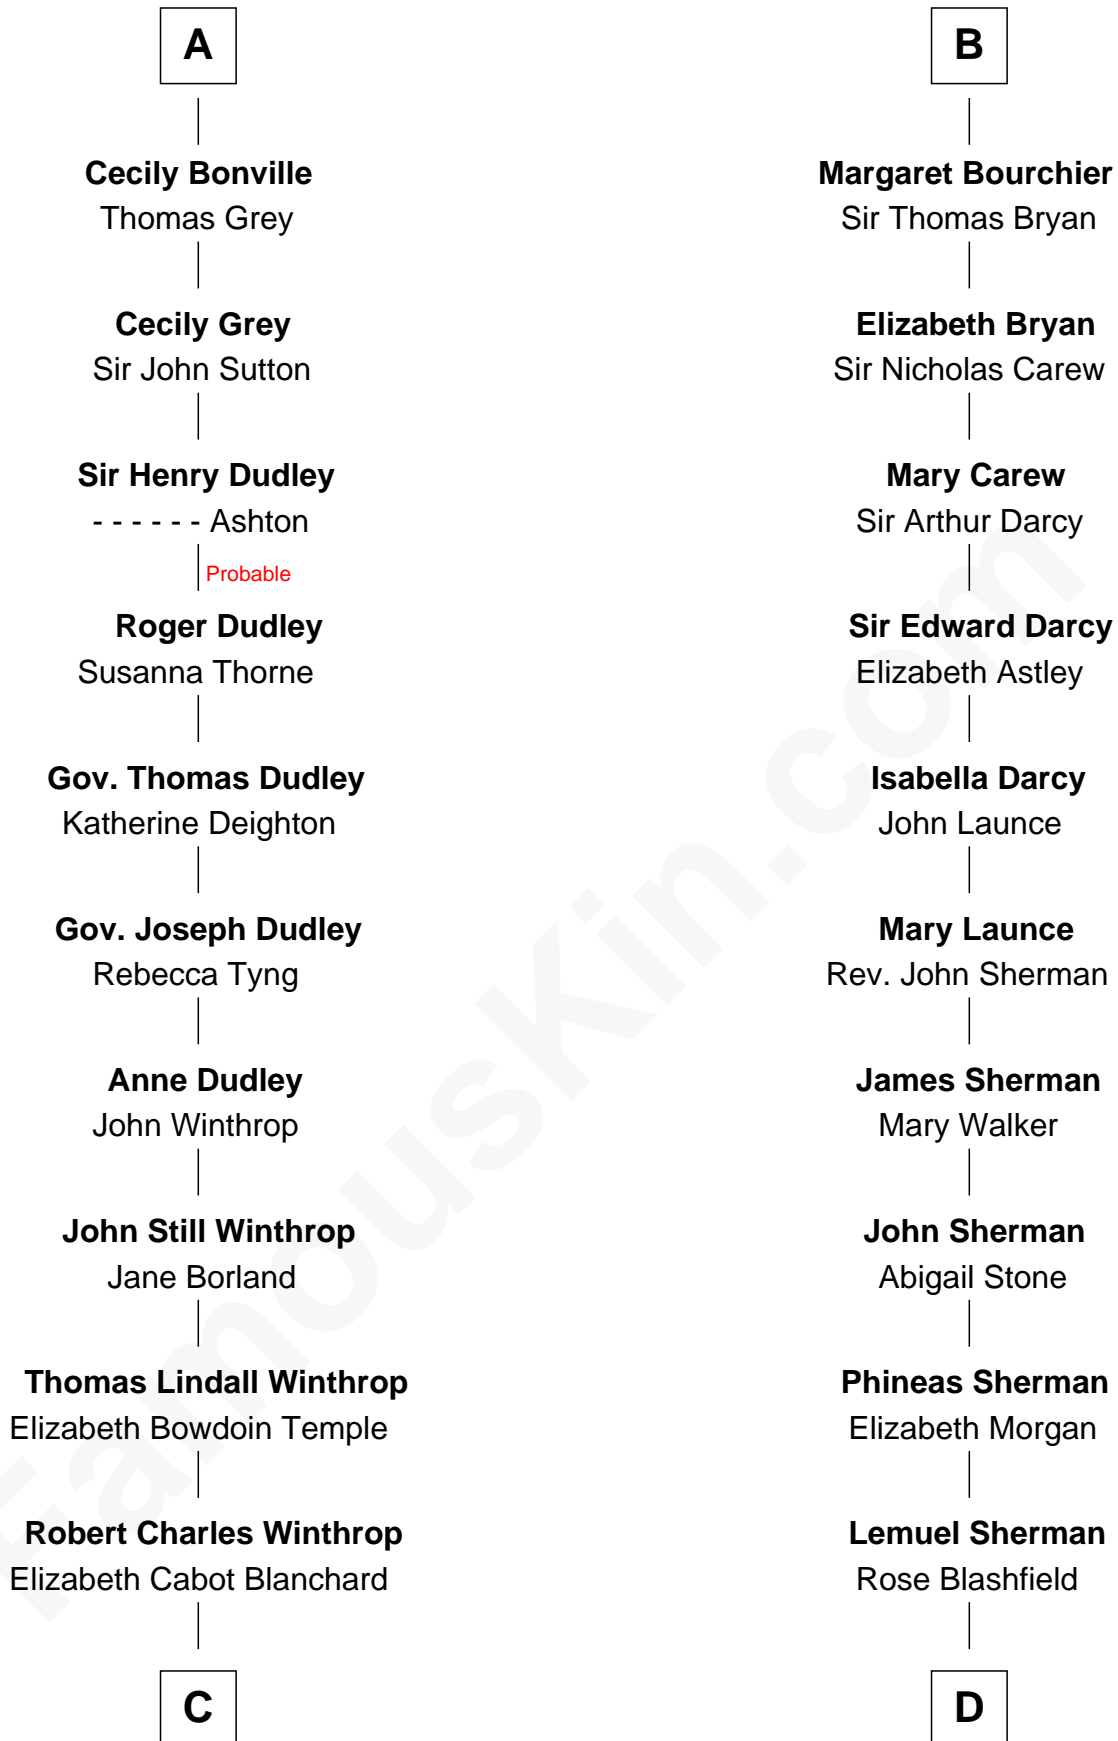 A
Cecily Bonville
Thomas Grey
Cecily Grey
Sir John Sutton
Sir Henry Dudley
- - - - - - Ashton
Probable
Roger Dudley
Susanna Thorne
Gov. Thomas Dudley
Katherine Deighton
Gov. Joseph Dudley
Rebecca Tyng
Anne Dudley
John Winthrop
John Still Winthrop
Jane Borland
Thomas Lindall Winthrop
Elizabeth Bowdoin Temple
Robert Charles Winthrop
Elizabeth Cabot Blanchard
C
B
Margaret Bourchier
Sir Thomas Bryan
Elizabeth Bryan
Sir Nicholas Carew
Mary Carew
Sir Arthur Darcy
Sir Edward Darcy
Elizabeth Astley
Isabella Darcy
John Launce
Mary Launce
Rev. John Sherman
James Sherman
Mary Walker
John Sherman
Abigail Stone
Phineas Sherman
Elizabeth Morgan
Lemuel Sherman
Rose Blashfield
D
FamousKin.com